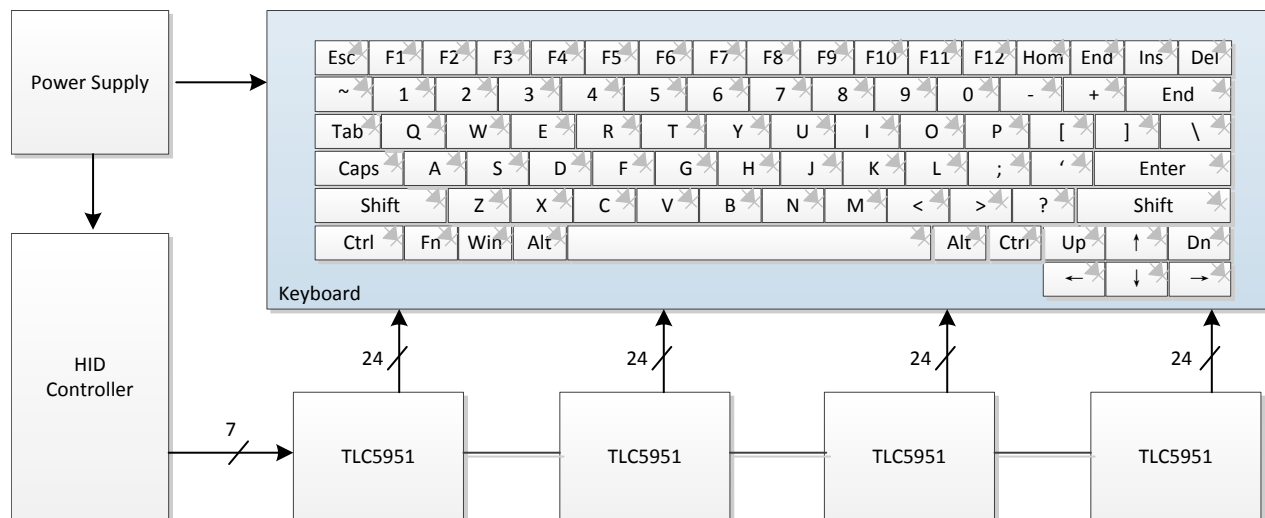 Power Supply
Esc F1 F2 F3 F4 F5 F6 F7 F8 F9 F10 F11 F12 Hom End Ins Del
~ 1 2 3 4 5 6 7 8 9 0 - + End
Tab Q W E R T Y U I O P [ ] \
Caps A S D F G H J K L ; ‘ Enter
Shift Z X C V B N M < > ? Shift
Ctrl Fn Win Alt Alt Ctrl Up ↑ Dn
← ↓ →
Keyboard
HID
Controller
24 24 24 24
7
TLC5951 TLC5951 TLC5951 TLC5951